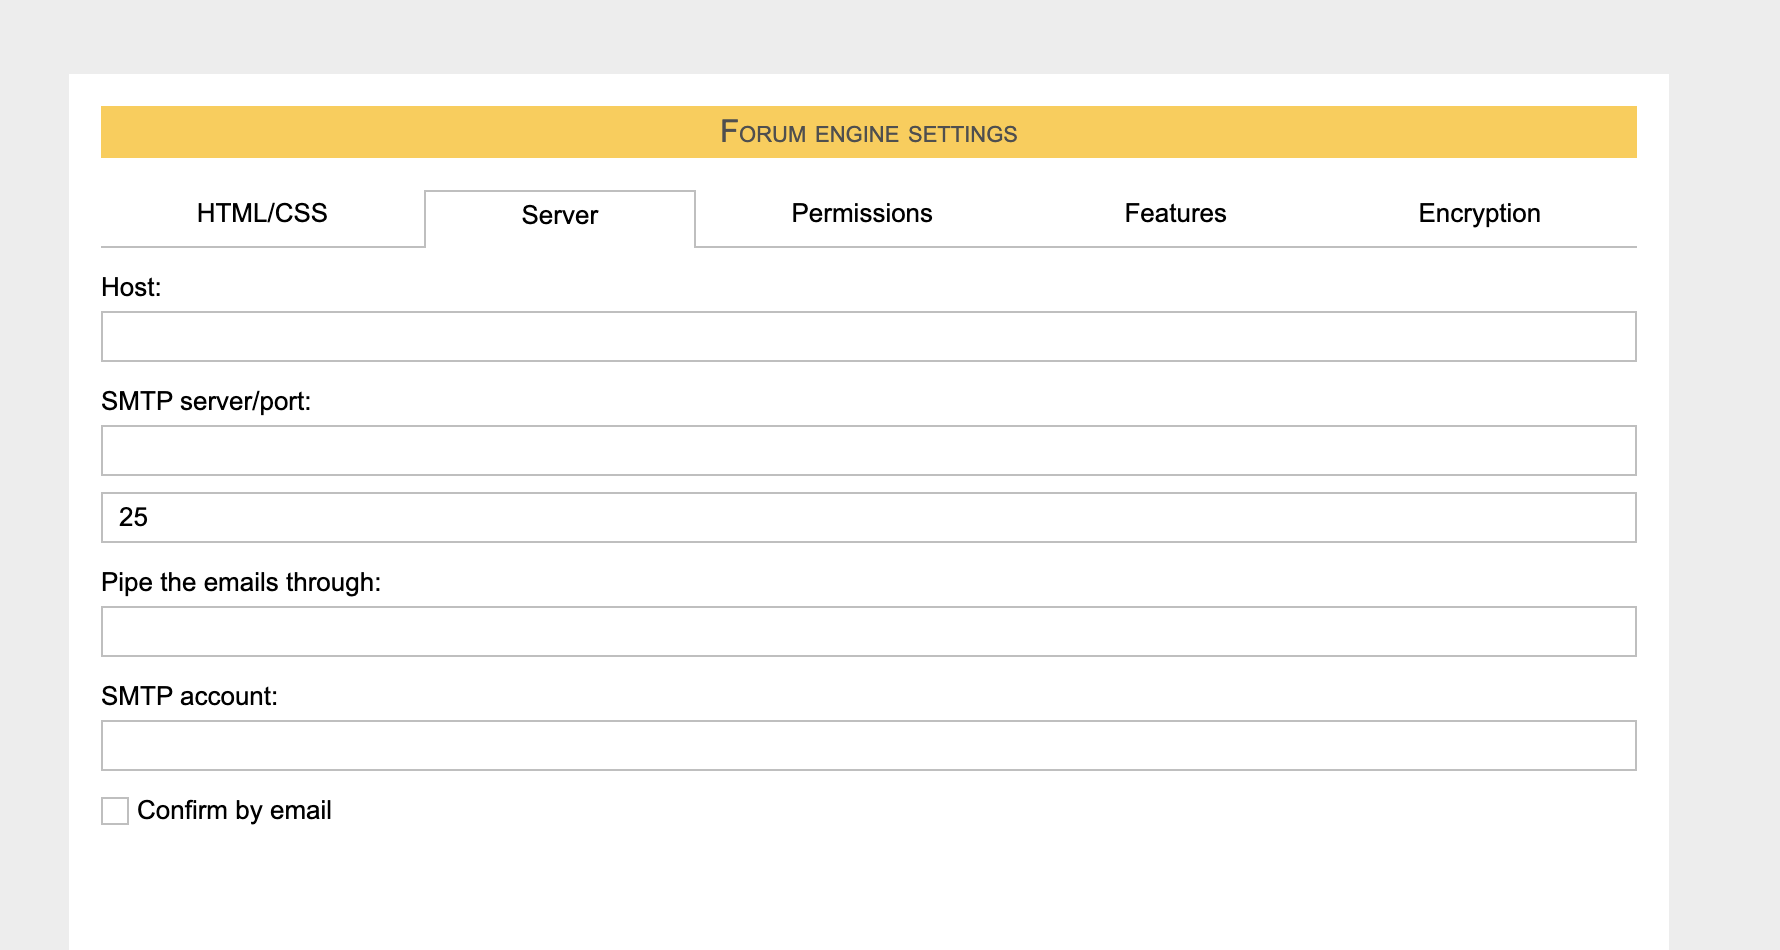 Forum engine settings
HTML/CSS Server Permissions Features Encryption
Host:
SMTP server/port:
25
Pipe the emails through:
SMTP account:
Confirm by email